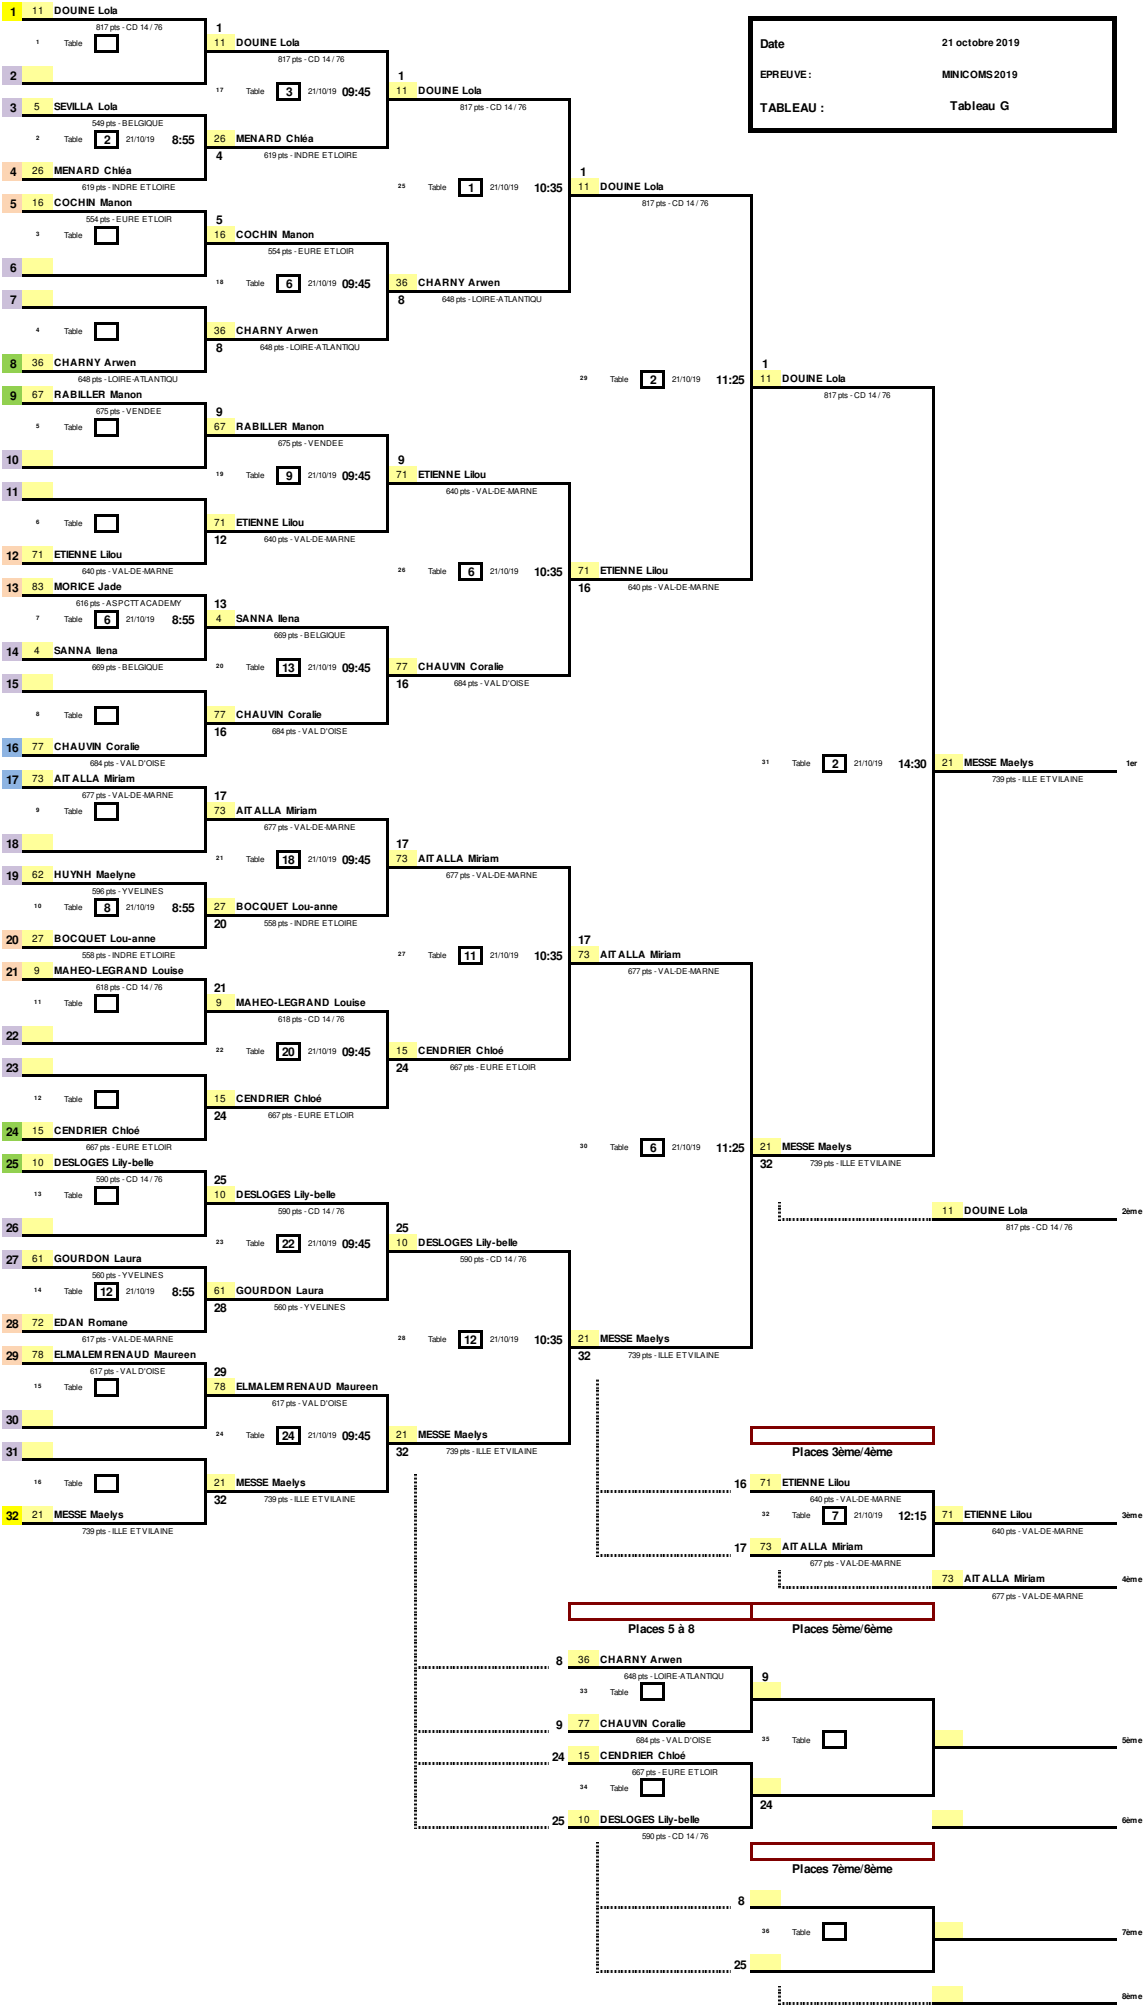 Date 21 octobre 2019
EPREUVE : MINICOMS 2019
TABLEAU : Tableau G
1 11 DOUINE Lola
817 pts - CD 14 / 76
1 Table
2
3 5 SEVILLA Lola
549 pts - BELGIQUE
2 Table 2 21/10/19 8:55
4 26 MENARD Chléa
619 pts - INDRE ET LOIRE
5 16 COCHIN Manon
554 pts - EURE ET LOIR
3 Table
6
7
4 Table
8 36 CHARNY Arwen
648 pts - LOIRE-ATLANTIQU
9 67 RABILLER Manon
675 pts - VENDEE
5 Table
10
11
6 Table
12 71 ETIENNE Lilou
640 pts - VAL-DE-MARNE
13 83 MORICE Jade
616 pts - ASPCTT ACADEMY
7 Table 6 21/10/19 8:55
14 4 SANNA Ilena
669 pts - BELGIQUE
15
8 Table
16 77 CHAUVIN Coralie
684 pts - VAL D'OISE
17 73 AIT ALLA Miriam
677 pts - VAL-DE-MARNE
9 Table
18
19 62 HUYNH Maelyne
596 pts - YVELINES
10 Table 8 21/10/19 8:55
20 27 BOCQUET Lou-anne
558 pts - INDRE ET LOIRE
21 9 MAHEO-LEGRAND Louise
618 pts - CD 14 / 76
11 Table
22
23
12 Table
24 15 CENDRIER Chloé
667 pts - EURE ET LOIR
25 10 DESLOGES Lily-belle
590 pts - CD 14 / 76
13 Table
26
27 61 GOURDON Laura
560 pts - YVELINES
14 Table 12 21/10/19 8:55
28 72 EDAN Romane
617 pts - VAL-DE-MARNE
29 78 ELMALEM RENAUD Maureen
617 pts - VAL D'OISE
15 Table
30
31
16 Table
32 21 MESSE Maelys
739 pts - ILLE ET VILAINE
1
11 DOUINE Lola
817 pts - CD 14 / 76
17 Table 3 21/10/19 09:45
26 MENARD Chléa
4 619 pts - INDRE ET LOIRE
5
16 COCHIN Manon
554 pts - EURE ET LOIR
18 Table 6 21/10/19 09:45
36 CHARNY Arwen
8 648 pts - LOIRE-ATLANTIQU
9
67 RABILLER Manon
675 pts - VENDEE
19 Table 9 21/10/19 09:45
71 ETIENNE Lilou
12 640 pts - VAL-DE-MARNE
13
4 SANNA Ilena
669 pts - BELGIQUE
20 Table 13 21/10/19 09:45
77 CHAUVIN Coralie
16 684 pts - VAL D'OISE
17
73 AIT ALLA Miriam
677 pts - VAL-DE-MARNE
21 Table 18 21/10/19 09:45
27 BOCQUET Lou-anne
20 558 pts - INDRE ET LOIRE
21
9 MAHEO-LEGRAND Louise
618 pts - CD 14 / 76
22 Table 20 21/10/19 09:45
15 CENDRIER Chloé
24 667 pts - EURE ET LOIR
25
10 DESLOGES Lily-belle
590 pts - CD 14 / 76
23 Table 22 21/10/19 09:45
61 GOURDON Laura
28 560 pts - YVELINES
29
78 ELMALEM RENAUD Maureen
617 pts - VAL D'OISE
24 Table 24 21/10/19 09:45
21 MESSE Maelys
32 739 pts - ILLE ET VILAINE
1
11 DOUINE Lola
817 pts - CD 14 / 76
25 Table 1 21/10/19 10:35
36 CHARNY Arwen
8 648 pts - LOIRE-ATLANTIQU
9
71 ETIENNE Lilou
640 pts - VAL-DE-MARNE
26 Table 6 21/10/19 10:35
77 CHAUVIN Coralie
16 684 pts - VAL D'OISE
17
73 AIT ALLA Miriam
677 pts - VAL-DE-MARNE
27 Table 11 21/10/19 10:35
15 CENDRIER Chloé
24 667 pts - EURE ET LOIR
25
10 DESLOGES Lily-belle
590 pts - CD 14 / 76
28 Table 12 21/10/19 10:35
21 MESSE Maelys
32 739 pts - ILLE ET VILAINE
1
11 DOUINE Lola
817 pts - CD 14 / 76
29 Table 2 21/10/19 11:25
71 ETIENNE Lilou
16 640 pts - VAL-DE-MARNE
17
73 AIT ALLA Miriam
677 pts - VAL-DE-MARNE
30 Table 6 21/10/19 11:25
21 MESSE Maelys
32 739 pts - ILLE ET VILAINE
1
11 DOUINE Lola
817 pts - CD 14 / 76
31 Table 2 21/10/19 14:30
21 MESSE Maelys
32 739 pts - ILLE ET VILAINE
21 MESSE Maelys 1er
739 pts - ILLE ET VILAINE
11 DOUINE Lola 2ème
817 pts - CD 14 / 76
Places 3ème/4ème
16 71 ETIENNE Lilou
640 pts - VAL-DE-MARNE
32 Table 7 21/10/19 12:15
17 73 AIT ALLA Miriam
677 pts - VAL-DE-MARNE
71 ETIENNE Lilou 3ème
640 pts - VAL-DE-MARNE
73 AIT ALLA Miriam 4ème
677 pts - VAL-DE-MARNE
Places 5 à 8 Places 5ème/6ème
8 36 CHARNY Arwen
648 pts - LOIRE-ATLANTIQU
33 Table
9 77 CHAUVIN Coralie
684 pts - VAL D'OISE
24 15 CENDRIER Chloé
667 pts - EURE ET LOIR
34 Table
25 10 DESLOGES Lily-belle
590 pts - CD 14 / 76
9
35 Table
24
5ème
6ème
Places 7ème/8ème
8
36 Table
25
7ème
8ème